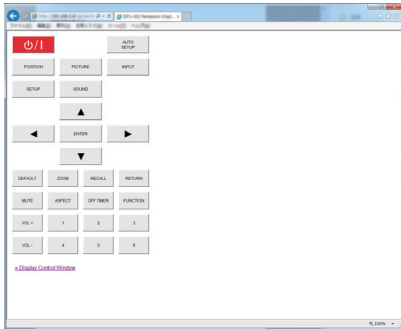 AUTO
SETUP
POSITION
PICTURE
INPUT
SETUP
SOUND
ENTER
DEFAULT
ZOOM
RECALL
RETURN
MUTE
ASPECT
OFF TIMER
FUNCTION
VOL +
1
2
3
VOL -
4
5
6
» Display Control Window
100%